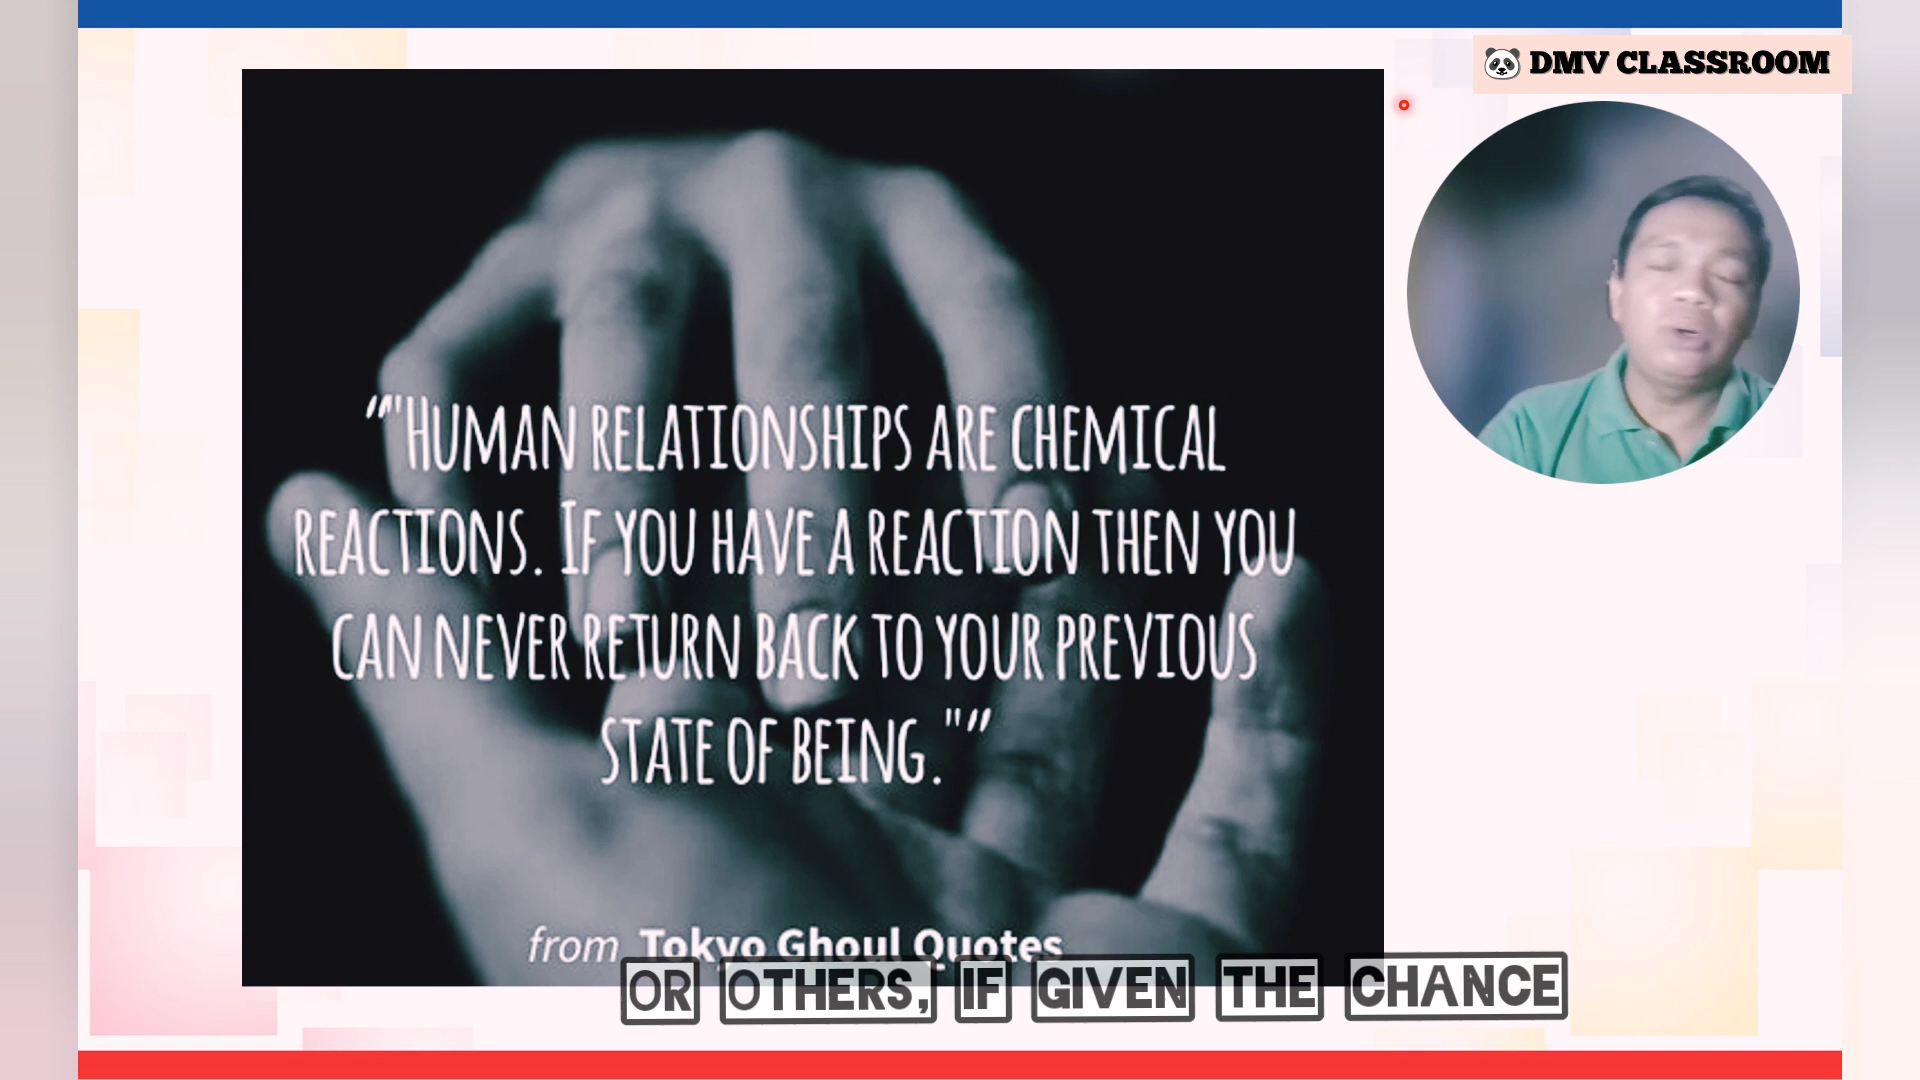 DMV CLASSROOM
“"HUMAN RELATIONSHIPS ARE CHEMICAL
REACTIONS. IF YOU HAVE A REACTION THEN YOU
CAN NEVER RETURN BACK TO YOUR PREVIOUS
STATE OF BEING."”
from Tokyo Ghoul Quotes
OR OTHERS, IF GIVEN THE CHANCE